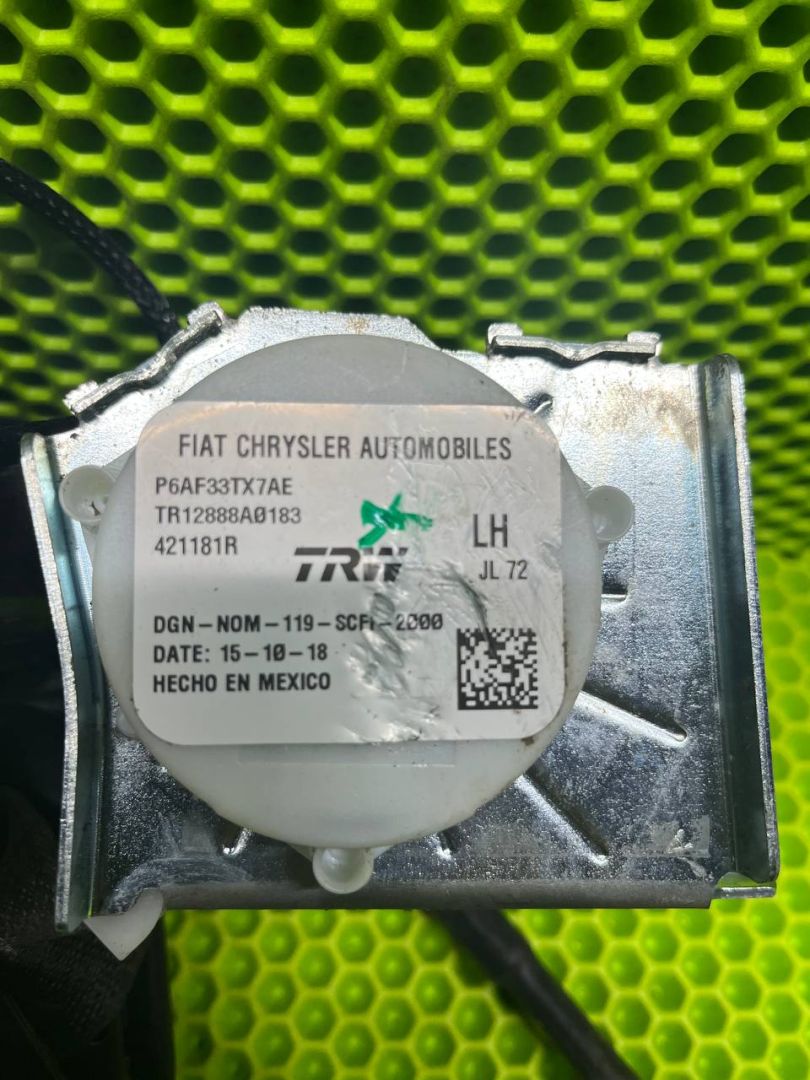 FIAT CHRYSLER AUTOMOBILES
P6AF33TX7AE
TR12888A0183
421181R
TRW
LH
JL 72
DGN-NOM-119-SCFI-2000
DATE: 15-10-18
HECHO EN MEXICO